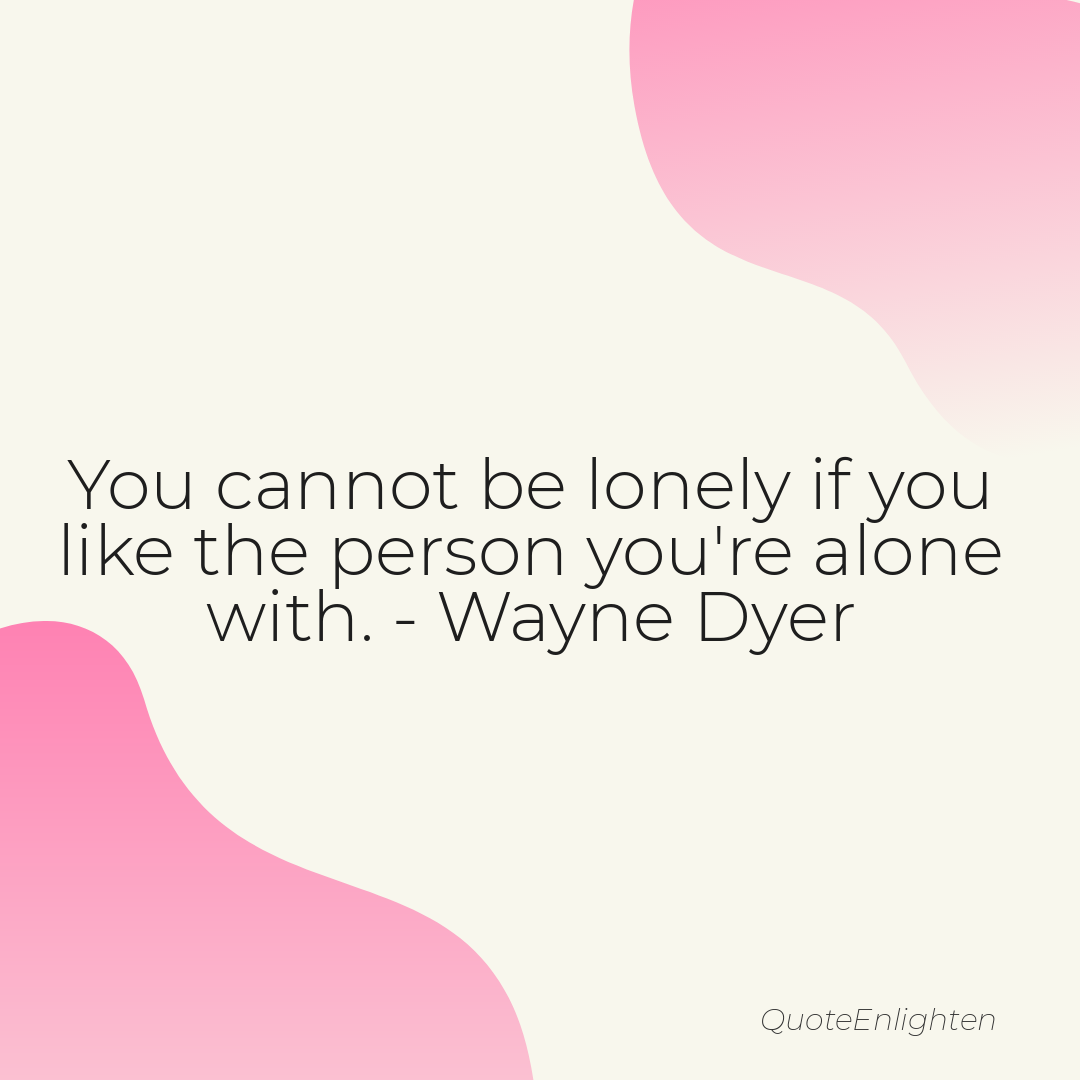 You cannot be lonely if you
like the person you're alone
with. - Wayne Dyer
QuoteEnlighten